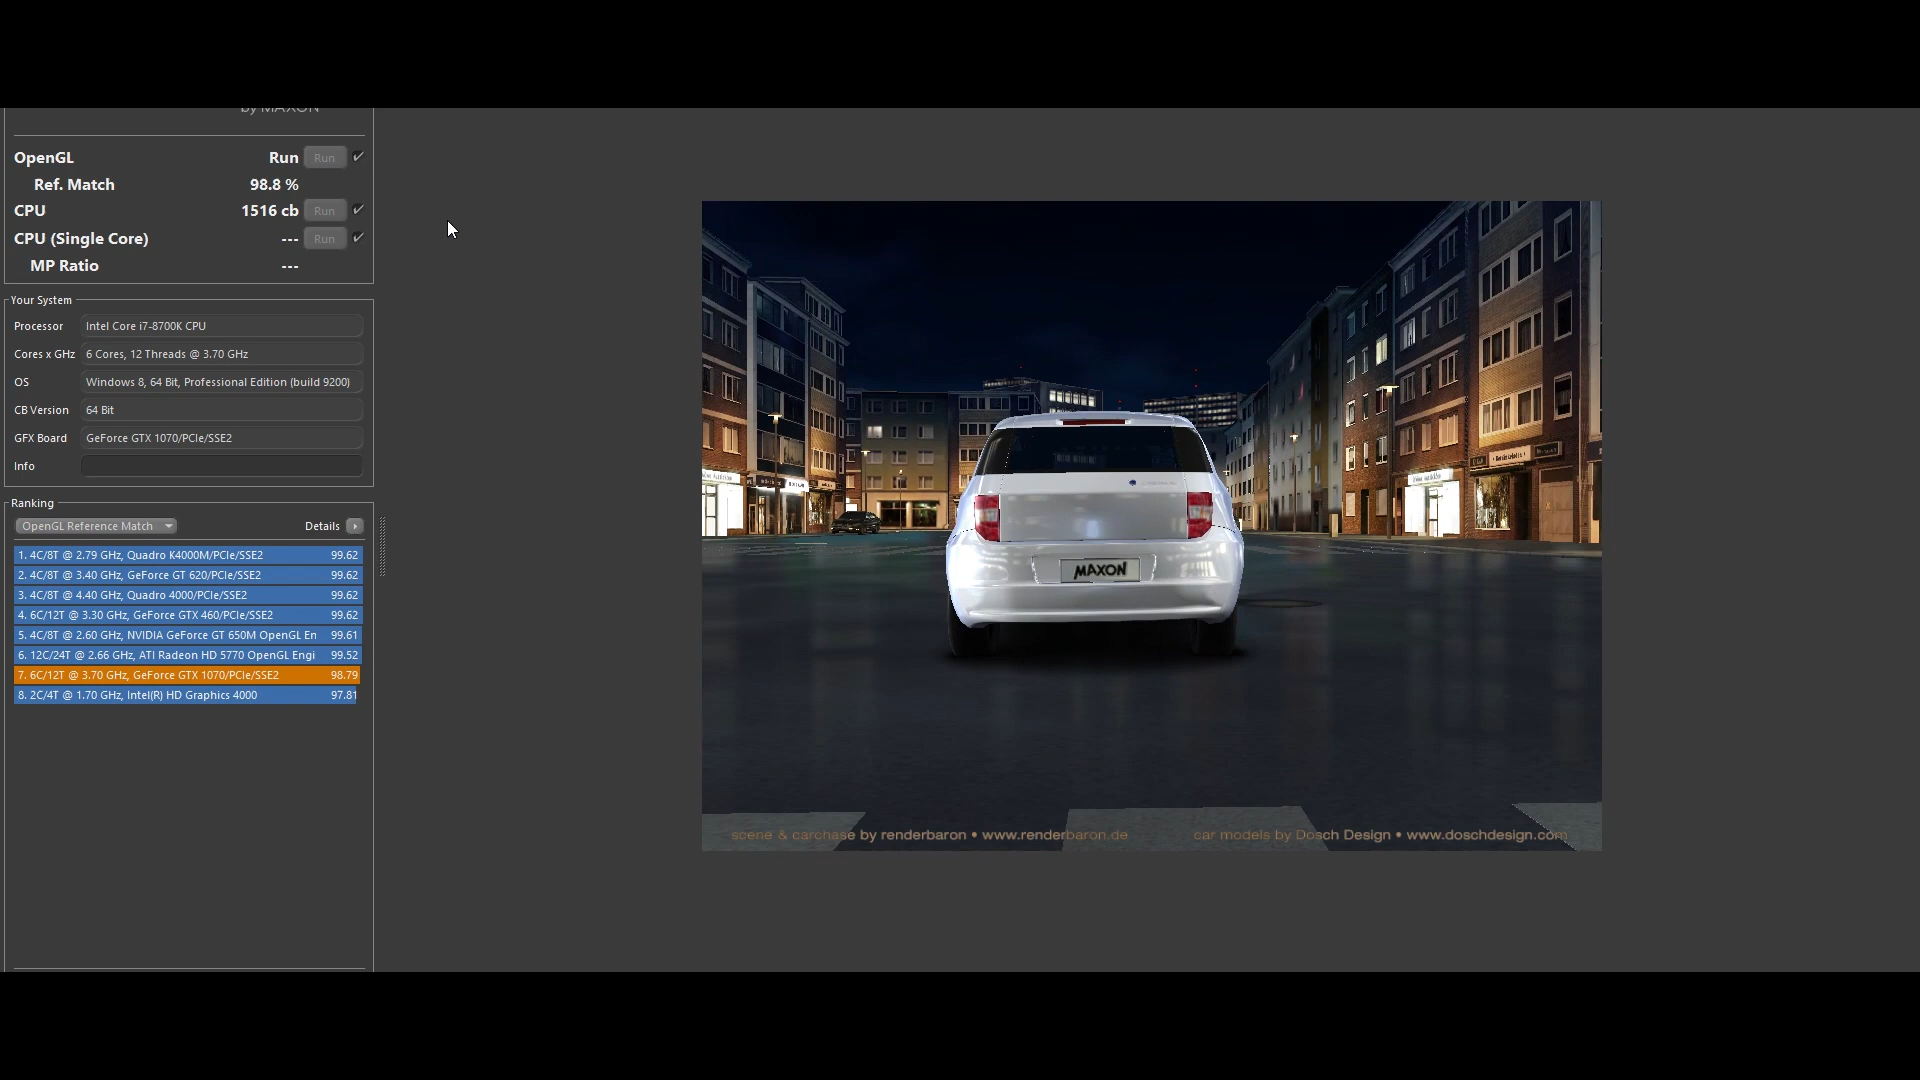 by MAXON
OpenGL Run Run
Ref. Match 98.8 %
CPU 1516 cb Run
CPU (Single Core) --- Run
MP Ratio ---
Your System
Processor Intel Core i7-8700K CPU
Cores x GHz 6 Cores, 12 Threads @ 3.70 GHz
OS Windows 8, 64 Bit, Professional Edition (build 9200)
CB Version 64 Bit
GFX Board GeForce GTX 1070/PCIe/SSE2
Info
Ranking
OpenGL Reference Match Details
1. 4C/8T @ 2.79 GHz, Quadro K4000M/PCIe/SSE2 99.62
2. 4C/8T @ 3.40 GHz, GeForce GT 620/PCIe/SSE2 99.62
3. 4C/8T @ 4.40 GHz, Quadro 4000/PCIe/SSE2 99.62
4. 6C/12T @ 3.30 GHz, GeForce GTX 460/PCIe/SSE2 99.62
5. 4C/8T @ 2.60 GHz, NVIDIA GeForce GT 650M OpenGL En 99.61
6. 12C/24T @ 2.66 GHz, ATI Radeon HD 5770 OpenGL Engi 99.52
7. 6C/12T @ 3.70 GHz, GeForce GTX 1070/PCIe/SSE2 98.79
8. 2C/4T @ 1.70 GHz, Intel(R) HD Graphics 4000 97.81
MAXON
scene & carchase by renderbaron • www.renderbaron.de car models by Dosch Design • www.doschdesign.com